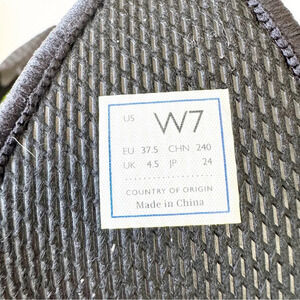 US W7
EU 37.5 CHN 240
UK 4.5 JP 24
COUNTRY OF ORIGIN
Made in China